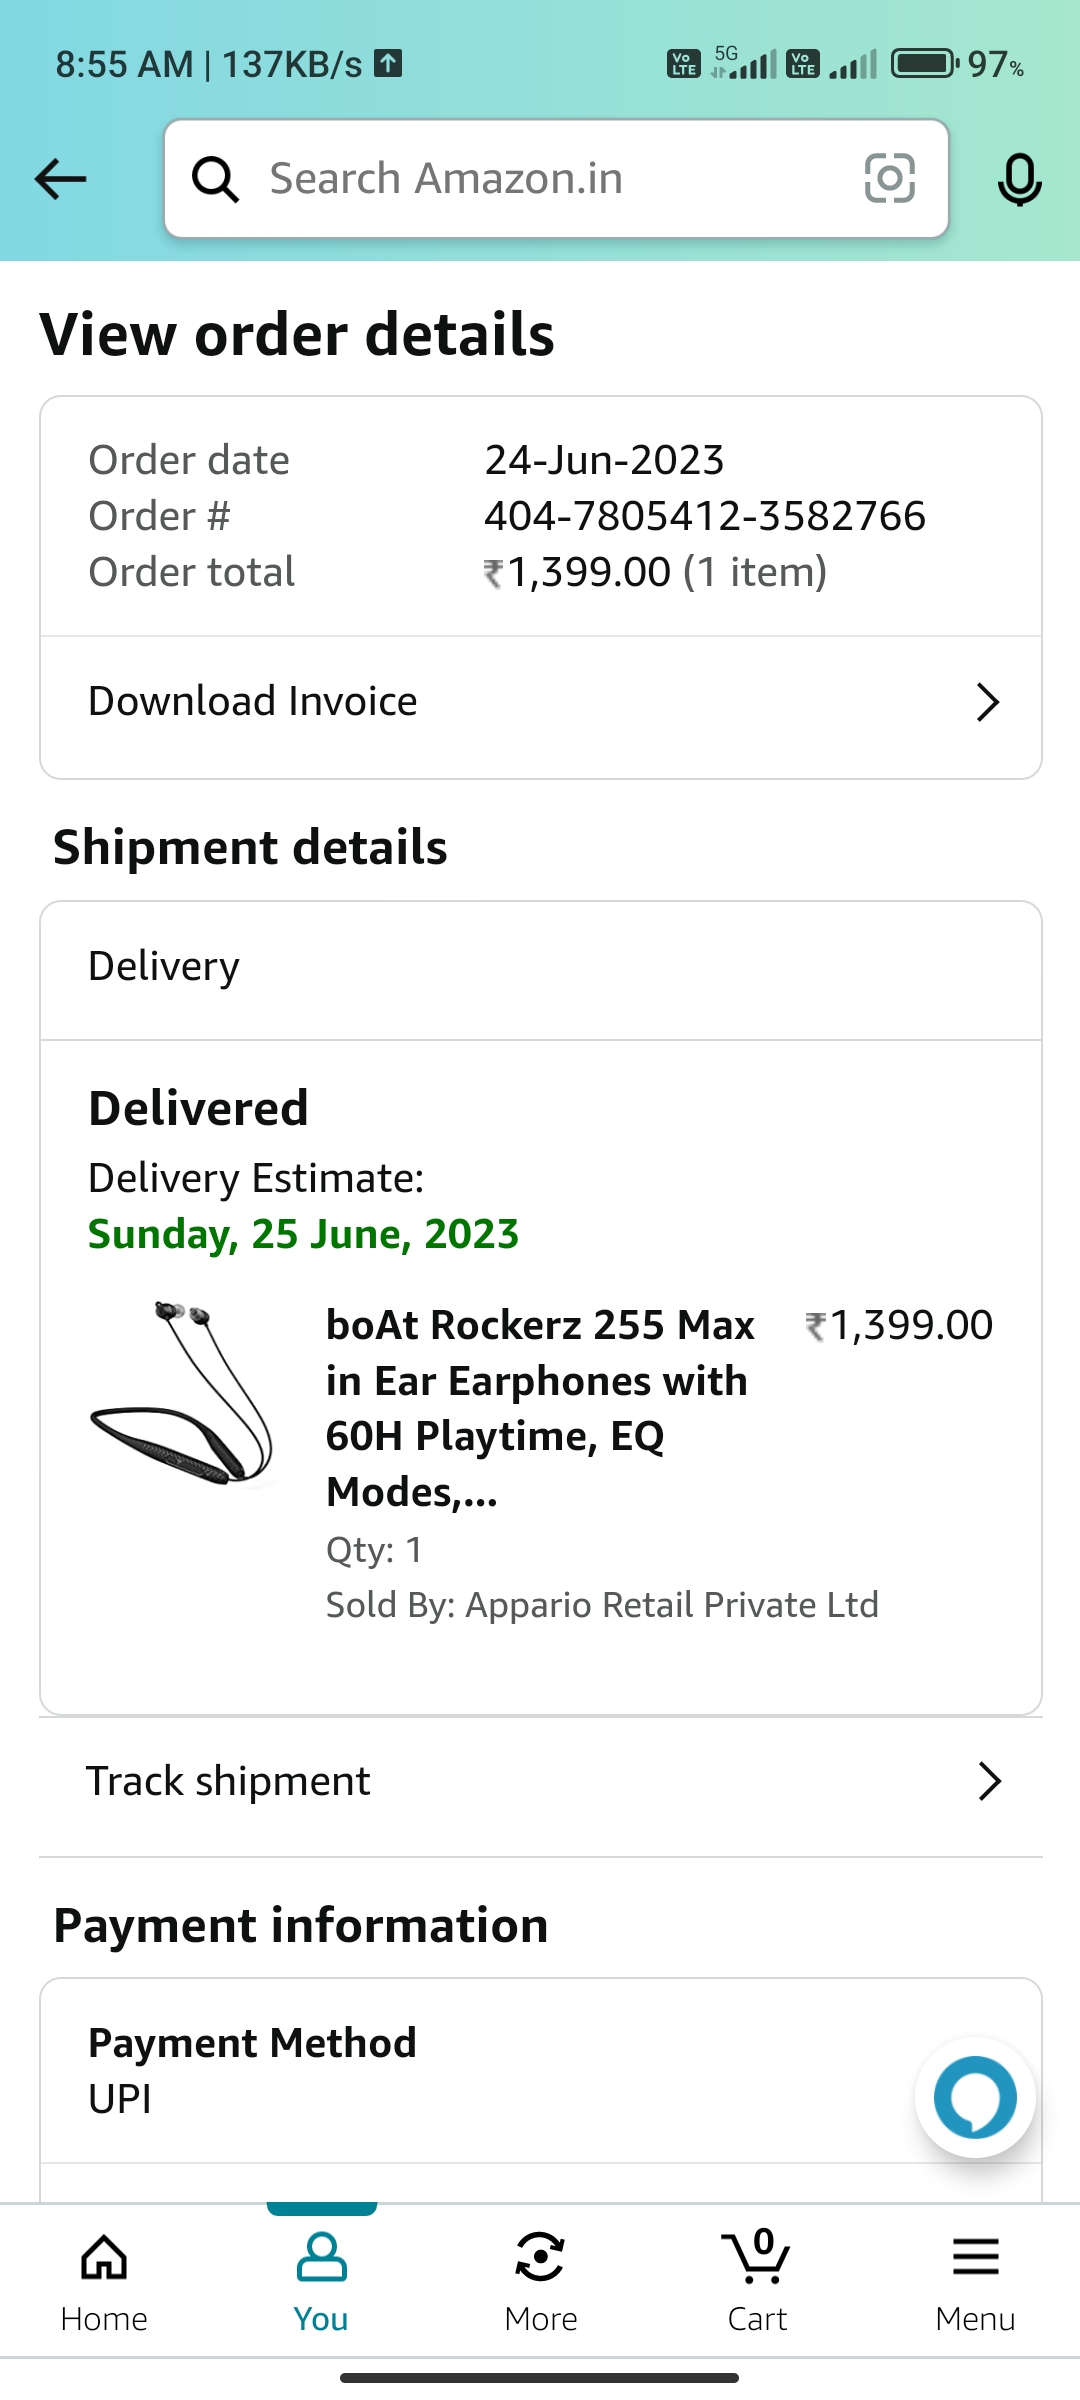 8:55 AM | 137KB/s
Vo LTE 5G Vo LTE 97%
Search Amazon.in
View order details
Order date 24-Jun-2023
Order # 404-7805412-3582766
Order total ₹1,399.00 (1 item)
Download Invoice
Shipment details
Delivery
Delivered
Delivery Estimate:
Sunday, 25 June, 2023
boAt Rockerz 255 Max ₹1,399.00
in Ear Earphones with
60H Playtime, EQ
Modes,...
Qty: 1
Sold By: Appario Retail Private Ltd
Track shipment
Payment information
Payment Method
UPI
0
Home You More Cart Menu